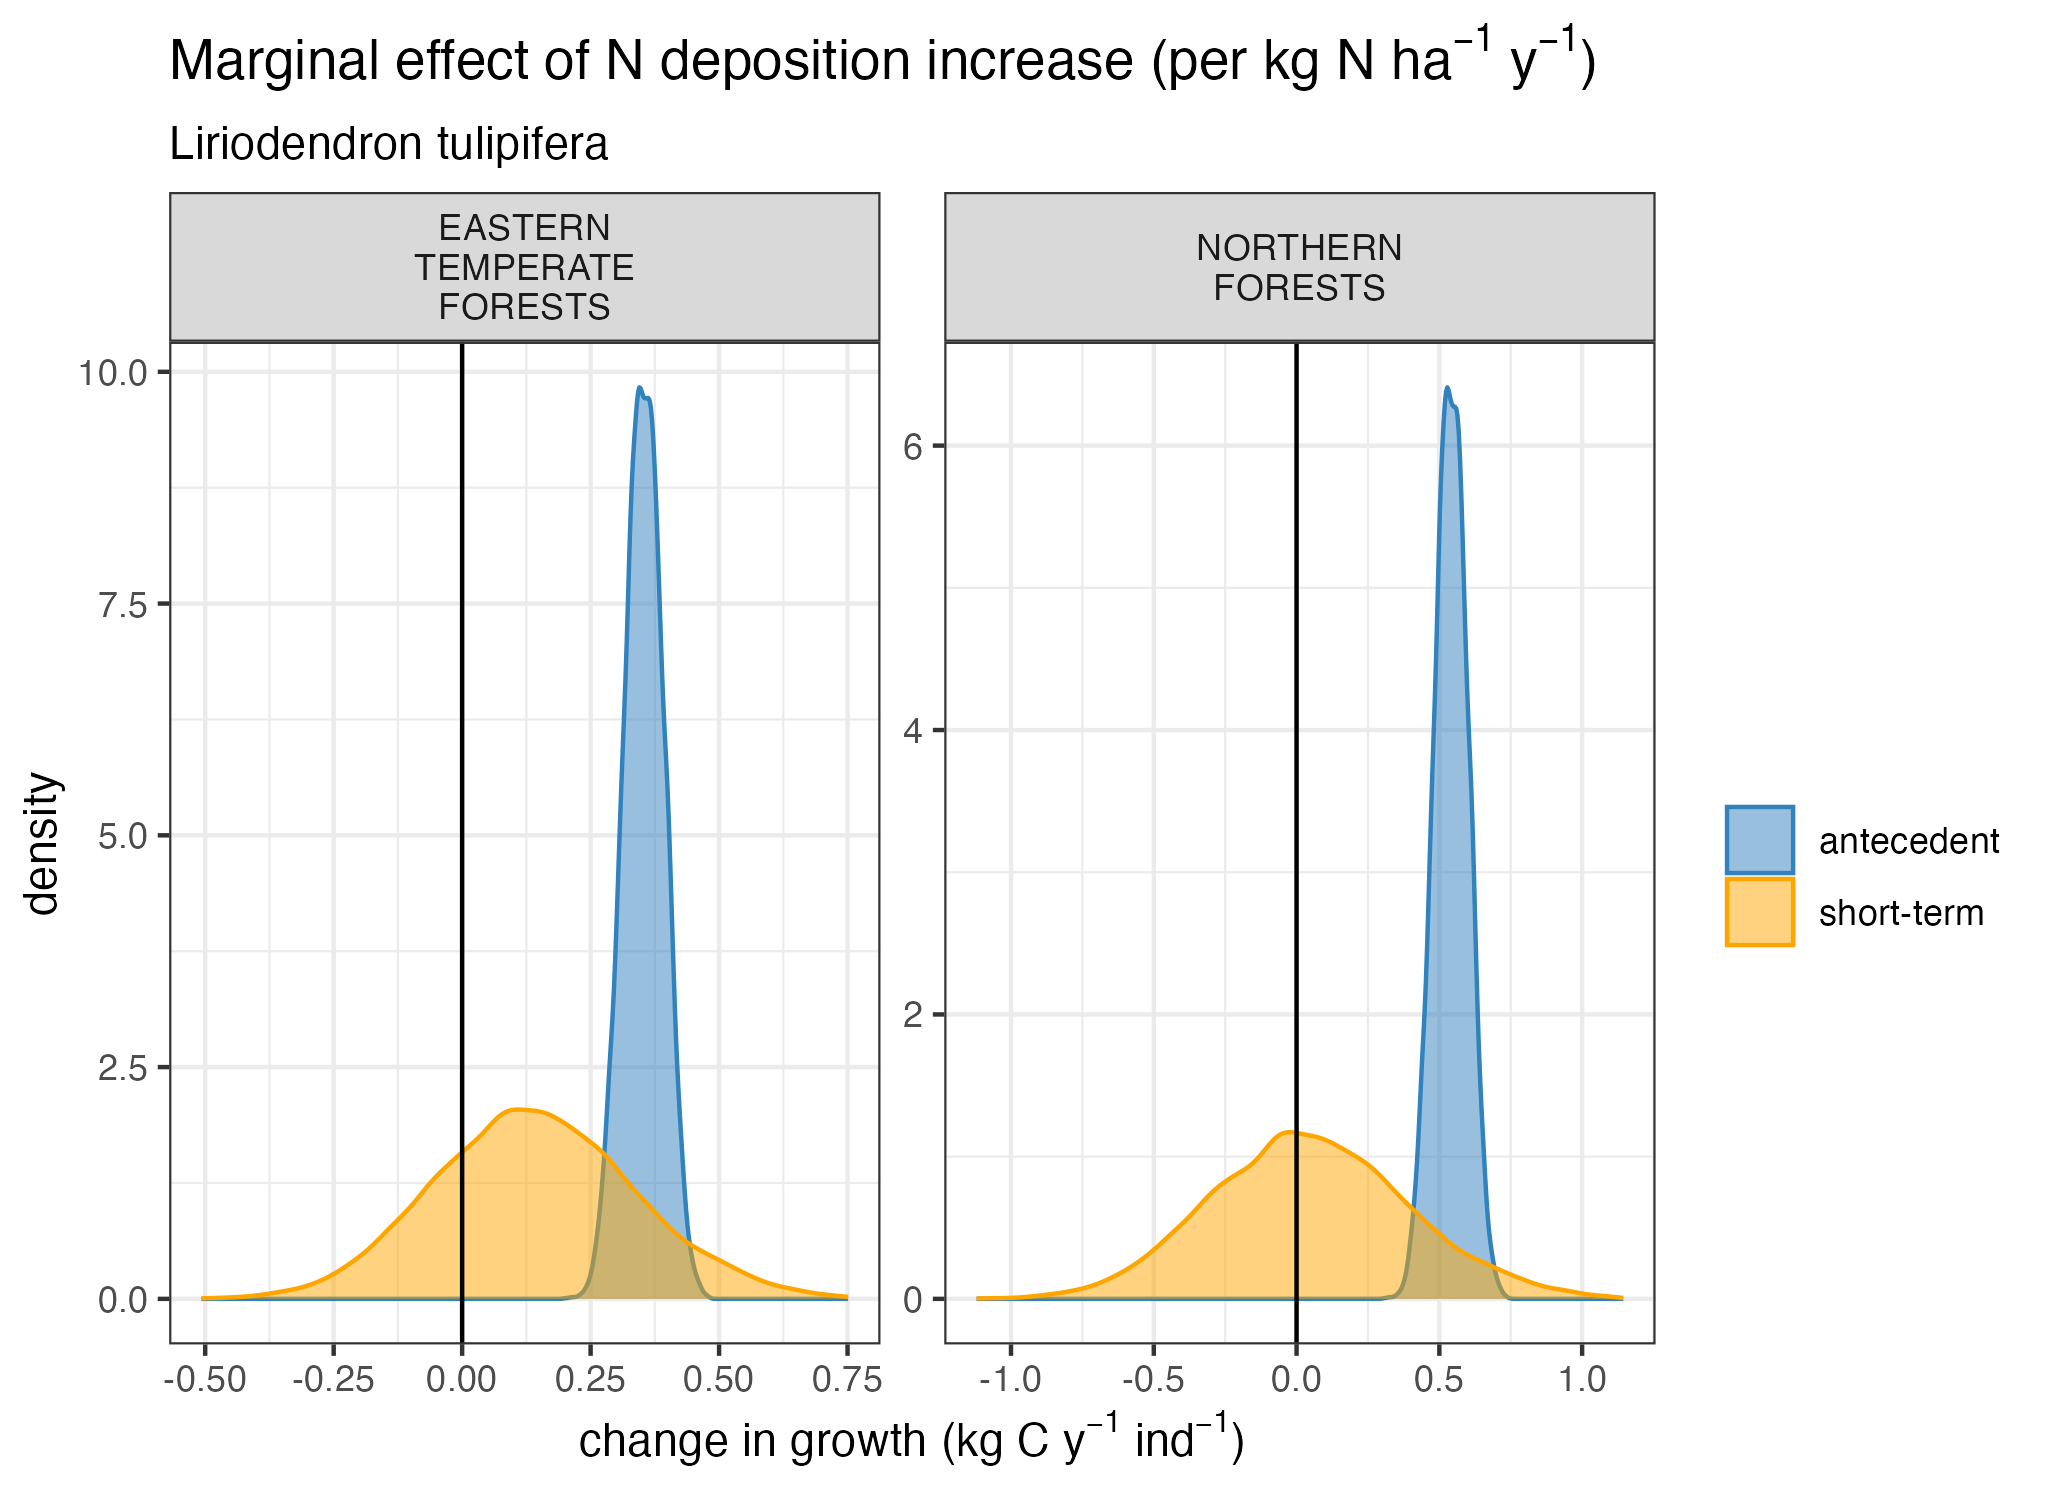 Marginal effect of N deposition increase (per kg N ha⁻¹ y⁻¹)
Liriodendron tulipifera
EASTERN
TEMPERATE
FORESTS
NORTHERN
FORESTS
density
10.0
7.5
5.0
2.5
0.0
6
4
2
0
-0.50 -0.25 0.00 0.25 0.50 0.75
-1.0 -0.5 0.0 0.5 1.0
change in growth (kg C y⁻¹ ind⁻¹)
antecedent
short-term